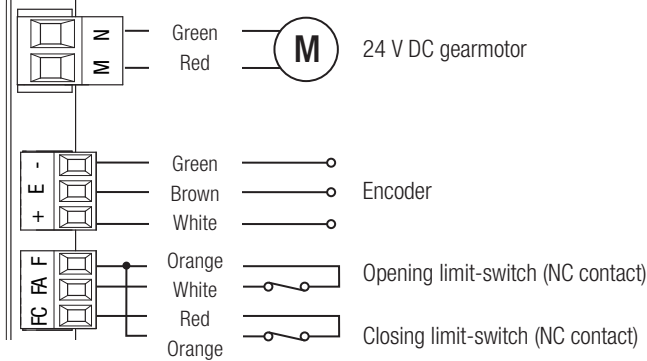 N Green
M Red
M
24 V DC gearmotor
- Green
E Brown
+ White
Encoder
F Orange
FA White
Opening limit-switch (NC contact)
FC Red
Orange
Closing limit-switch (NC contact)